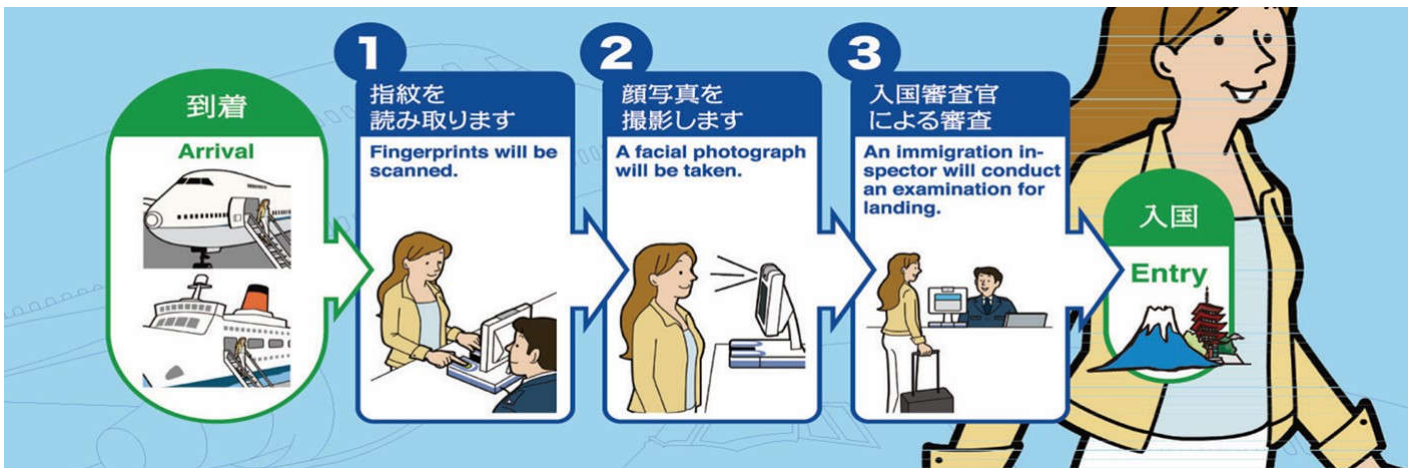 到着
Arrival
1
指紋を
読み取ります
Fingerprints will be
scanned.
2
顔写真を
撮影します
A facial photograph
will be taken.
3
入国審査官
による審査
An immigration in-
spector will conduct
an examination for
landing.
入国
Entry